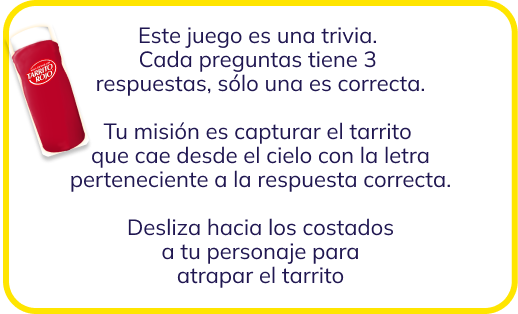 TARRITO
ROJO
Este juego es una trivia.
Cada preguntas tiene 3
respuestas, sólo una es correcta.
Tu misión es capturar el tarrito
que cae desde el cielo con la letra
perteneciente a la respuesta correcta.
Desliza hacia los costados
a tu personaje para
atrapar el tarrito